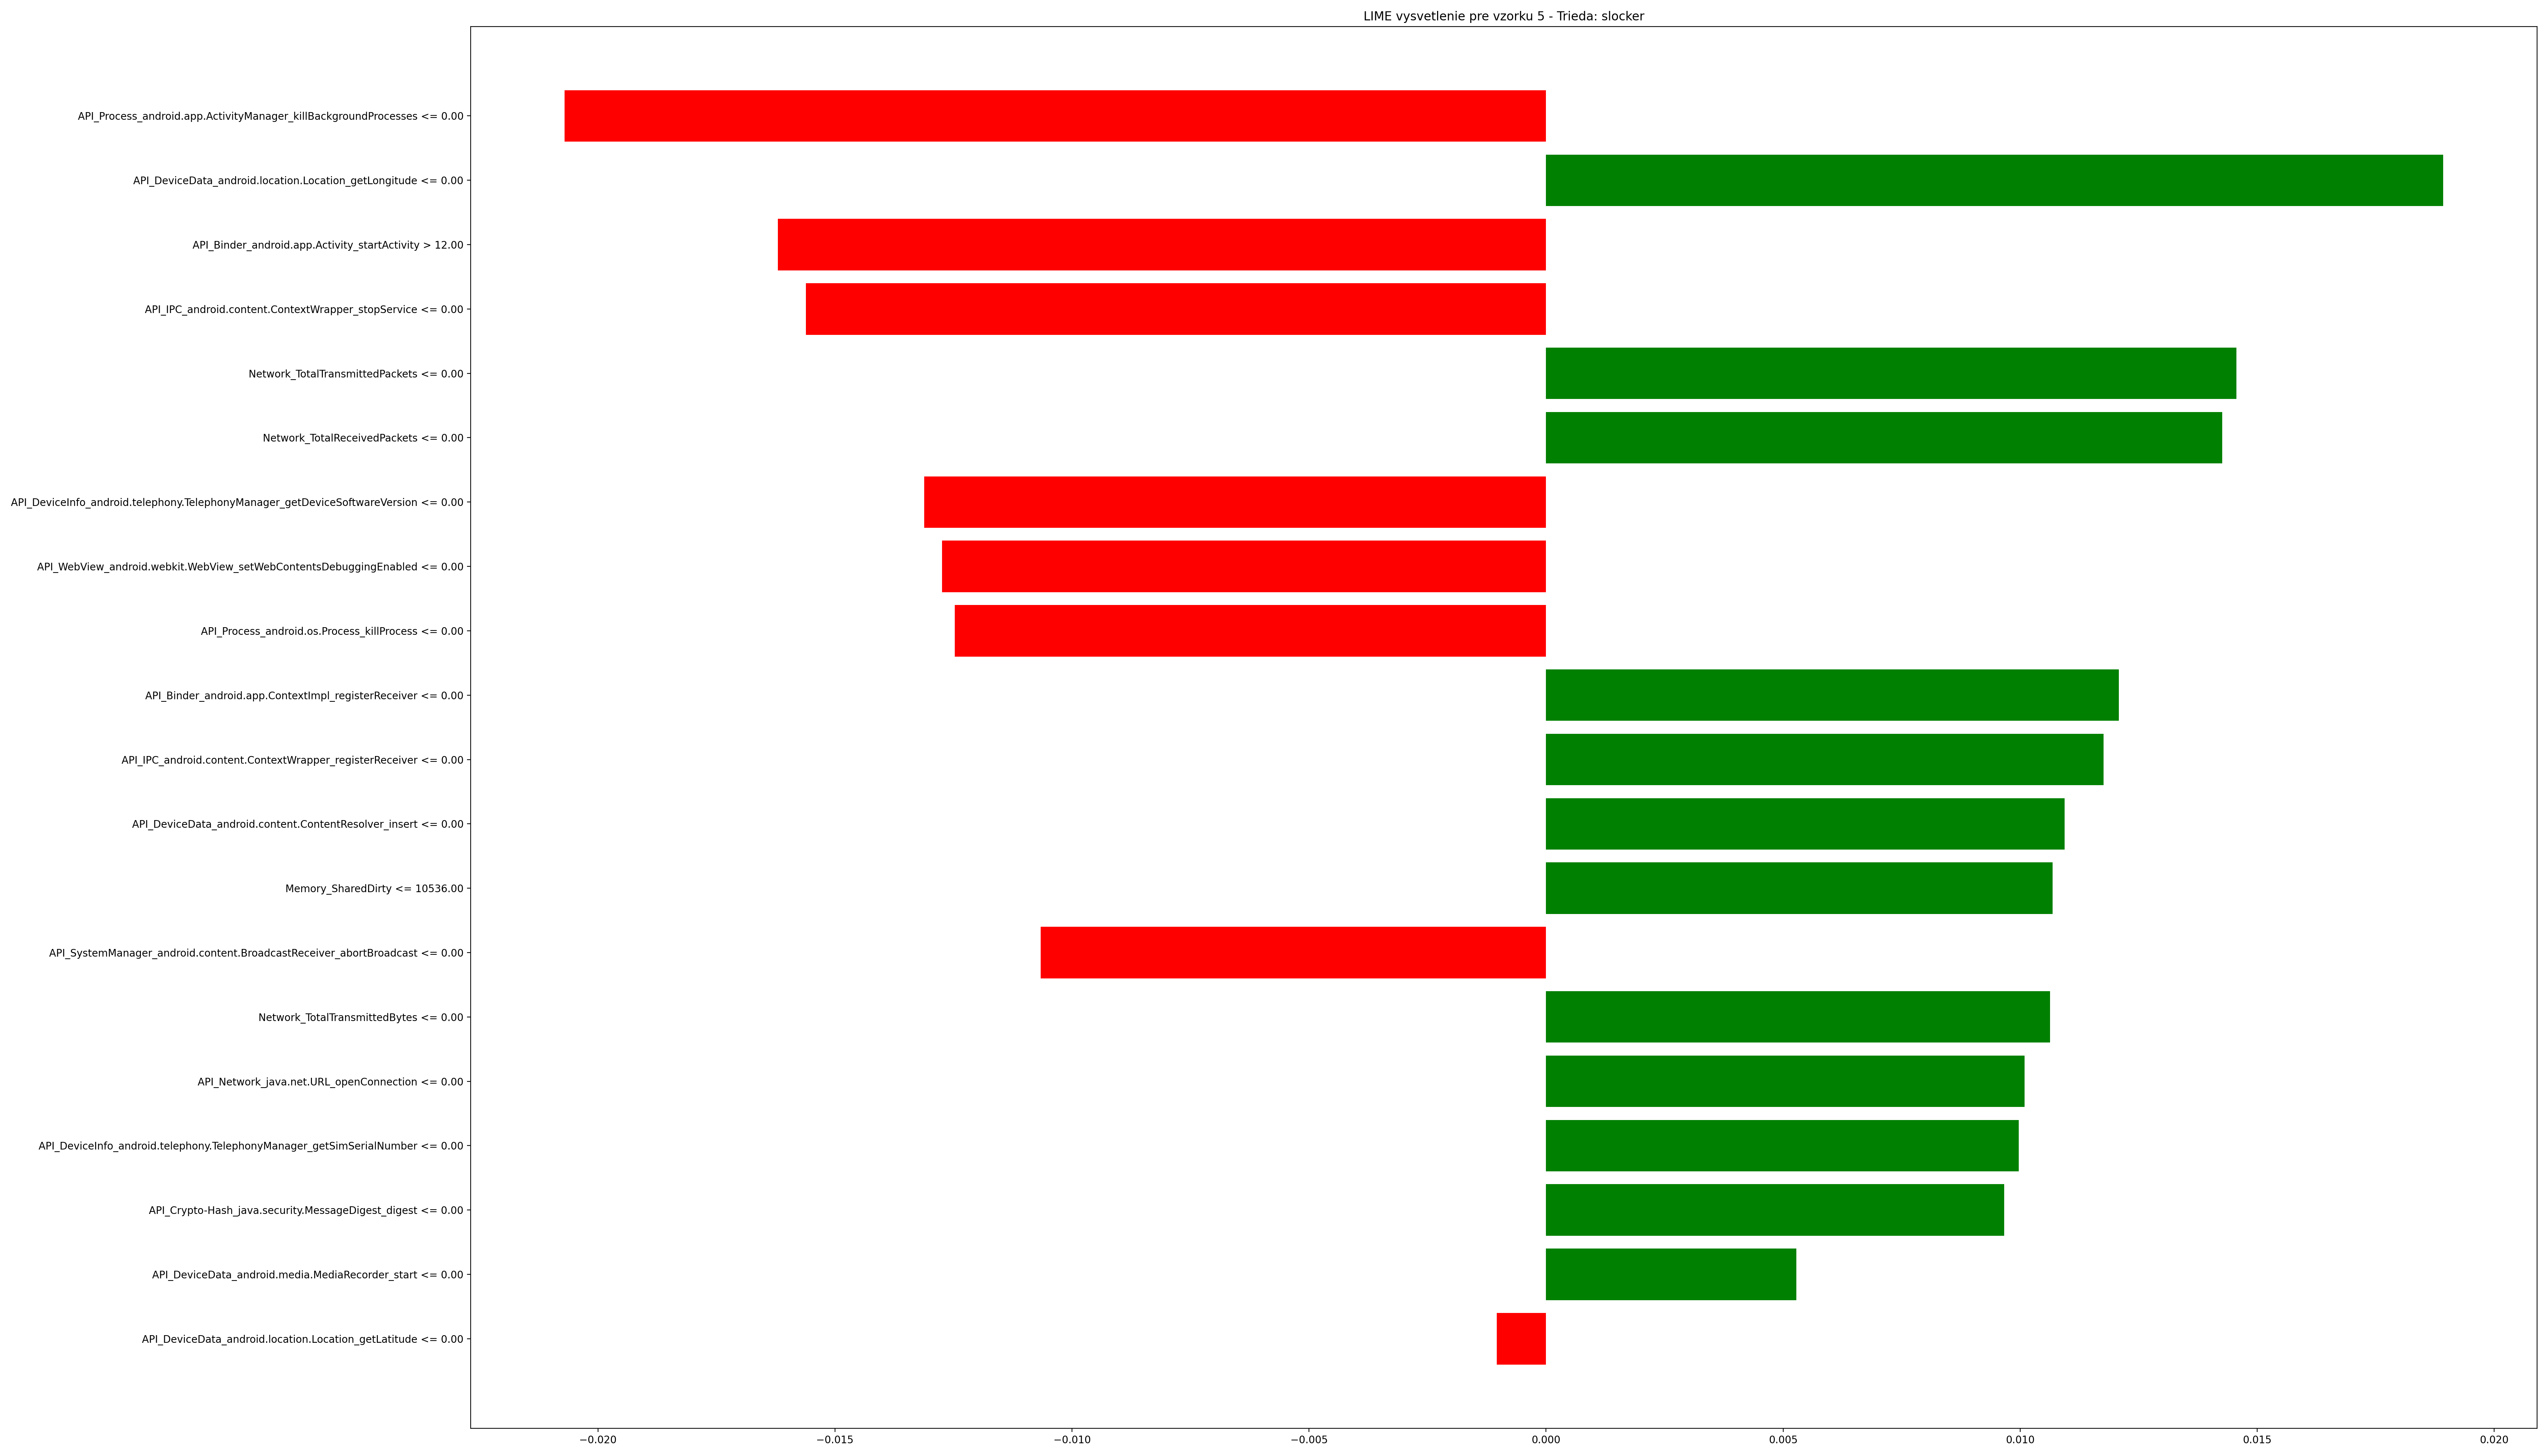 LIME vysvetlenie pre vzorku 5 - Trieda: slocker
API_Process_android.app.ActivityManager_killBackgroundProcesses <= 0.00
API_DeviceData_android.location.Location_getLongitude <= 0.00
API_Binder_android.app.Activity_startActivity > 12.00
API_IPC_android.content.ContextWrapper_stopService <= 0.00
Network_TotalTransmittedPackets <= 0.00
Network_TotalReceivedPackets <= 0.00
API_DeviceInfo_android.telephony.TelephonyManager_getDeviceSoftwareVersion <= 0.00
API_WebView_android.webkit.WebView_setWebContentsDebuggingEnabled <= 0.00
API_Process_android.os.Process_killProcess <= 0.00
API_Binder_android.app.ContextImpl_registerReceiver <= 0.00
API_IPC_android.content.ContextWrapper_registerReceiver <= 0.00
API_DeviceData_android.content.ContentResolver_insert <= 0.00
Memory_SharedDirty <= 10536.00
API_SystemManager_android.content.BroadcastReceiver_abortBroadcast <= 0.00
Network_TotalTransmittedBytes <= 0.00
API_Network_java.net.URL_openConnection <= 0.00
API_DeviceInfo_android.telephony.TelephonyManager_getSimSerialNumber <= 0.00
API_Crypto-Hash_java.security.MessageDigest_digest <= 0.00
API_DeviceData_android.media.MediaRecorder_start <= 0.00
API_DeviceData_android.location.Location_getLatitude <= 0.00
−0.020 −0.015 −0.010 −0.005 0.000 0.005 0.010 0.015 0.020